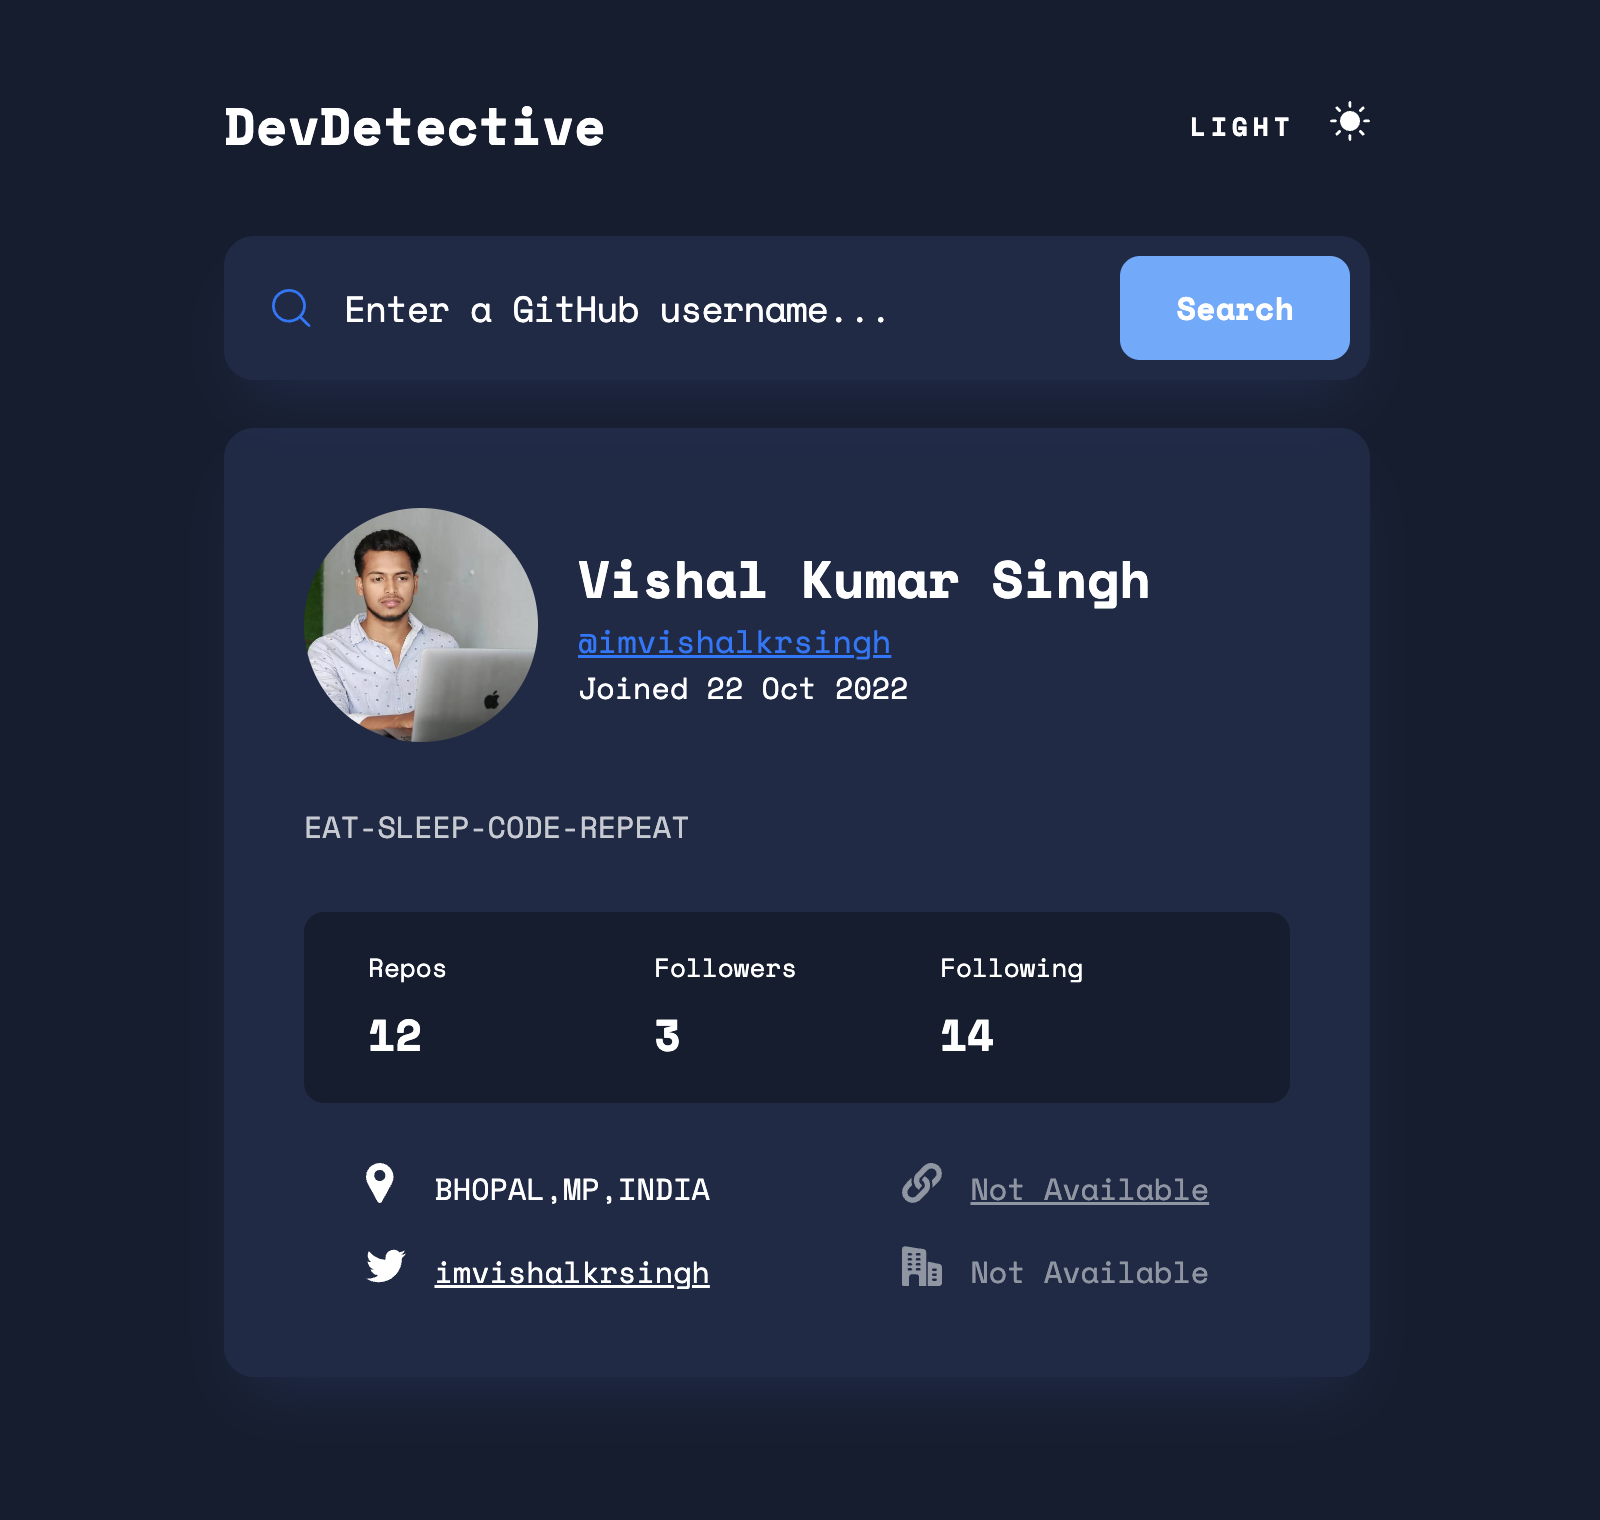 DevDetective
LIGHT
Enter a GitHub username...
Search
Vishal Kumar Singh
@imvishalkrsingh
Joined 22 Oct 2022
EAT-SLEEP-CODE-REPEAT
Repos
Followers
Following
12
3
14
BHOPAL,MP,INDIA
Not Available
imvishalkrsingh
Not Available